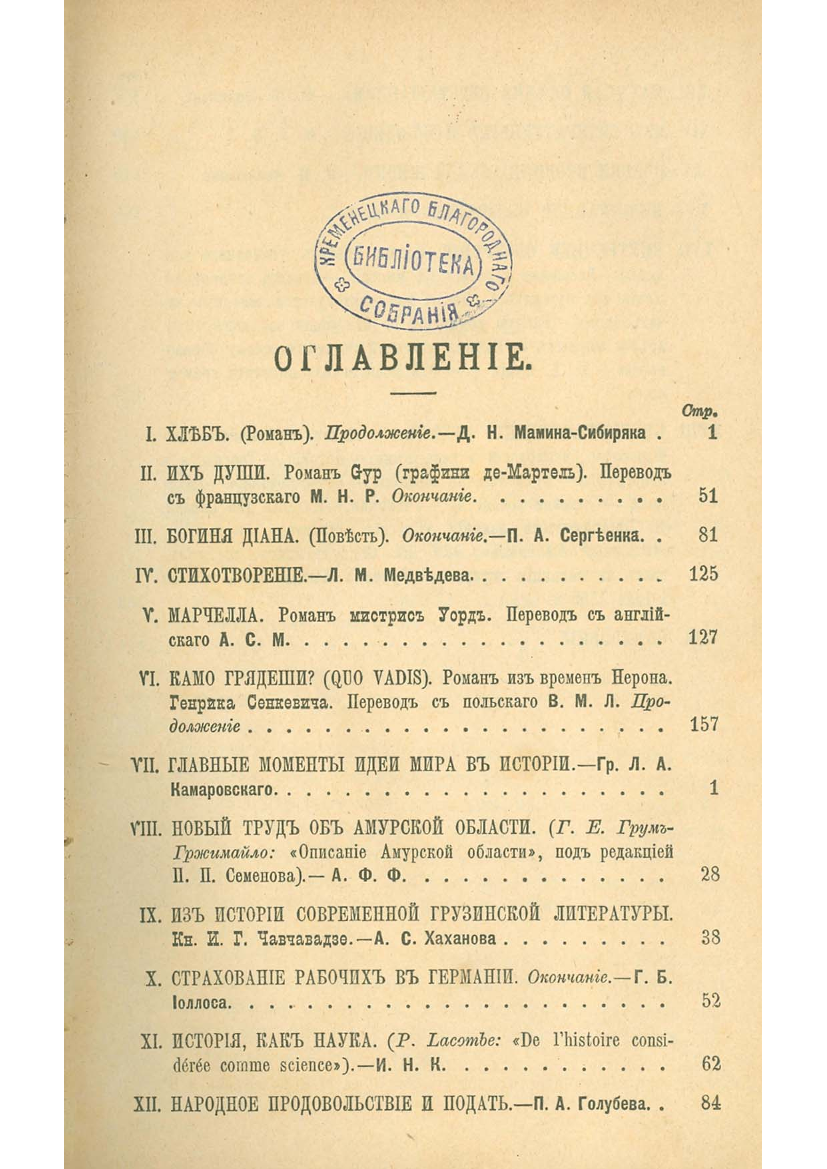 КРЕМЕНЕЦКАГО БЛАГОРОДНАГО
БИБЛІОТЕКА
СОБРАНІЯ
ОГЛАВЛЕНІЕ.
Стр.
I. ХЛѢБЪ. (Романъ). Продолженіе.—Д. Н. Мамина-Сибиряка . 1
II. ИХЪ ДУШИ. Романъ Gyp (графини де-Мартель). Переводъ
съ французскаго М. Н. Р. Окончаніе. . . . . . . . . . 51
III. БОГИНЯ ДІАНА. (Повѣсть). Окончаніе.—П. А. Сергѣенка. . 81
IV. СТИХОТВОРЕНІЕ.—Л. М. Медвѣдева. . . . . . . . . . . 125
V. МАРЧЕЛЛА. Романъ мистрисъ Уордъ. Переводъ съ англій-
скаго А. С. М. . . . . . . . . . . . . . . . . . . . 127
VI. КАМО ГРЯДЕШИ? (QUO VADIS). Романъ изъ временъ Нерона.
Генрика Сенкевича. Переводъ съ польскаго В. М. Л. Про-
долженіе . . . . . . . . . . . . . . . . . . . . . . 157
VII. ГЛАВНЫЕ МОМЕНТЫ ИДЕИ МИРА ВЪ ИСТОРІИ.—Гр. Л. А.
Камаровскаго. . . . . . . . . . . . . . . . . . . . . 1
VIII. НОВЫЙ ТРУДЪ ОБЪ АМУРСКОЙ ОБЛАСТИ. (Г. Е. Грумъ-
Гржимайло: «Описаніе Амурской области», подъ редакціей
П. П. Семенова).— А. Ф. Ф. . . . . . . . . . . . . . 28
IX. ИЗЪ ИСТОРІИ СОВРЕМЕННОЙ ГРУЗИНСКОЙ ЛИТЕРАТУРЫ.
Кн. И. Г. Чавчавадзе.—А. С. Хаханова . . . . . . . . . 38
X. СТРАХОВАНІЕ РАБОЧИХЪ ВЪ ГЕРМАНІИ. Окончаніе.—Г. Б.
Іоллоса. . . . . . . . . . . . . . . . . . . . . . . 52
XI. ИСТОРІЯ, КАКЪ НАУКА. (P. Lacombe: «De l'histoire consi-
dérée comme science»).—И. Н. К. . . . . . . . . . . . 62
XII. НАРОДНОЕ ПРОДОВОЛЬСТВІЕ И ПОДАТЬ.—П. А. Голубева. . 84